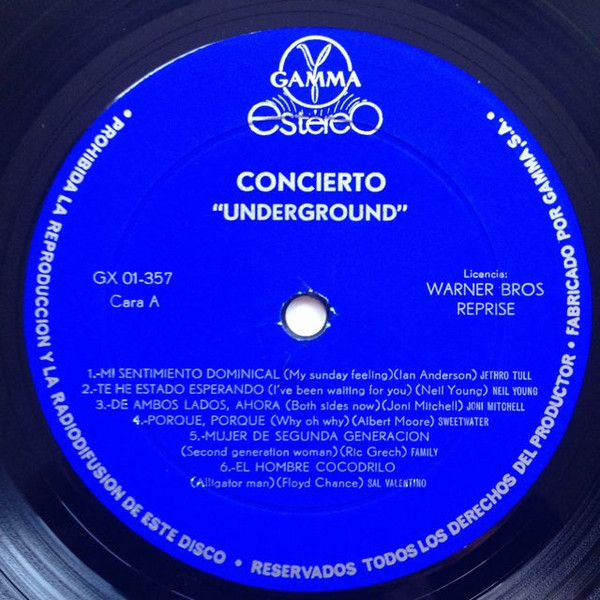 GAMMA
estereo
CONCIERTO
"UNDERGROUND"
GX 01-357
Cara A
Licencia:
WARNER BROS
REPRISE
1.-MI SENTIMIENTO DOMINICAL (My sunday feeling)(Ian Anderson) JETHRO TULL
2.-TE HE ESTADO ESPERANDO (I've been waiting for you) (Neil Young) NEIL YOUNG
3.-DE AMBOS LADOS, AHORA (Both sides now)(Joni Mitchell) JONI MITCHELL
4.-PORQUE, PORQUE (Why oh why) (Albert Moore) SWEETWATER
5.-MUJER DE SEGUNDA GENERACION
(Second generation woman) (Ric Grech) FAMILY
6.-EL HOMBRE COCODRILO
(Alligator man) (Floyd Chance) SAL VALENTINO
• PROHIBIDA LA REPRODUCCION Y LA RADIODIFUSION DE ESTE DISCO • RESERVADOS TODOS LOS DERECHOS DEL PRODUCTOR • FABRICADO POR GAMMA, S.A. •